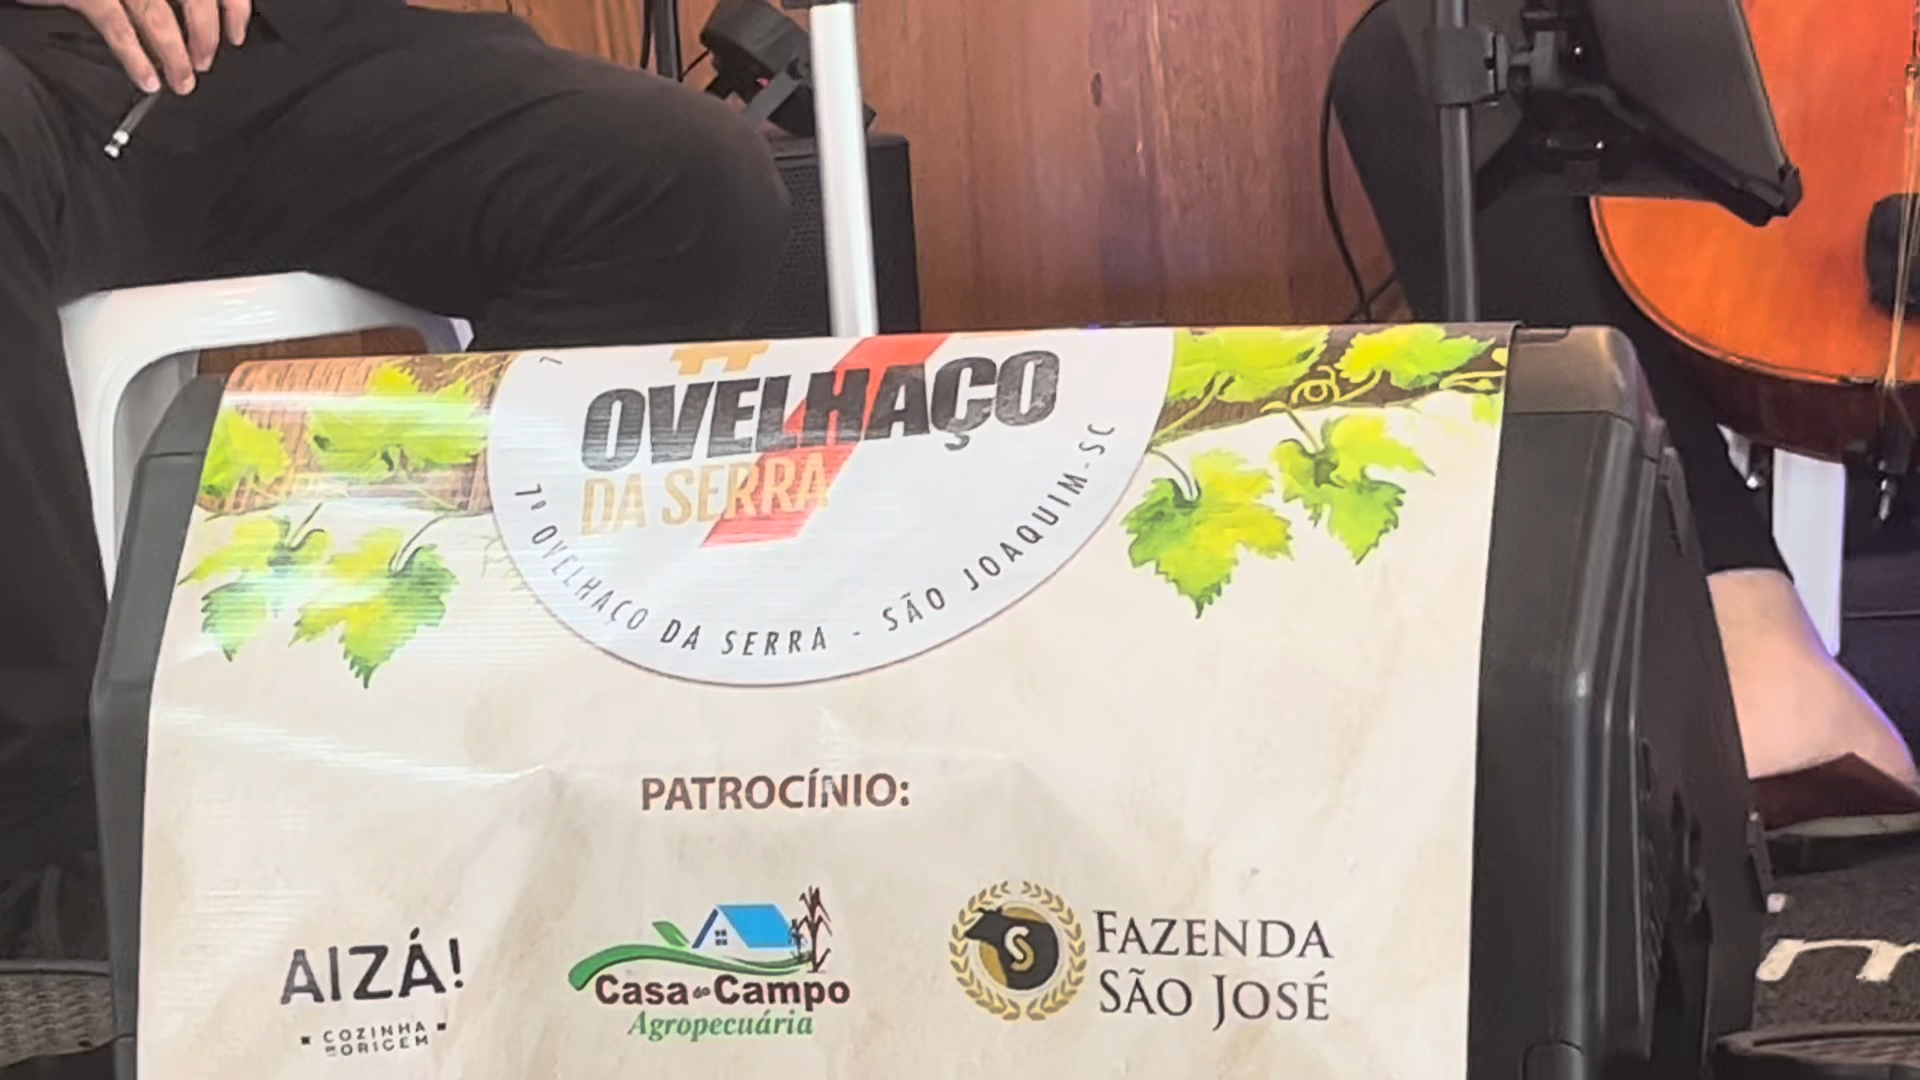 OVELHAÇO
DA SERRA
7º OVELHAÇO DA SERRA - SÃO JOAQUIM-SC
PATROCÍNIO:
AIZÁ!
COZINHA
DE ORIGEM
Casa do Campo
Agropecuária
S
FAZENDA
SÃO JOSÉ